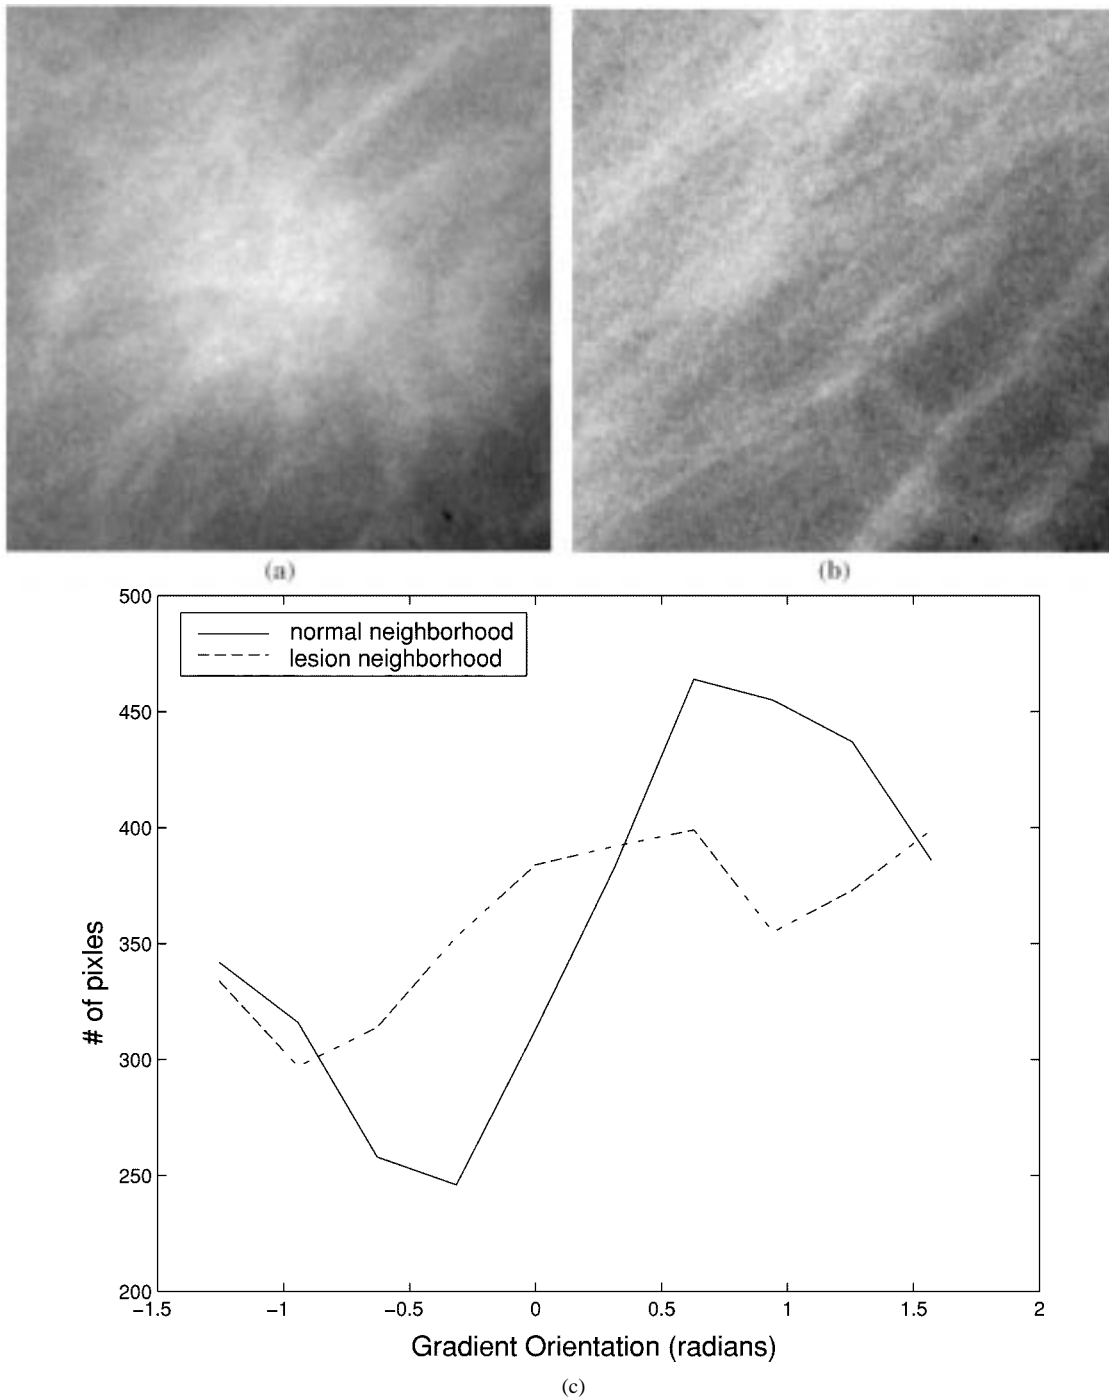 (a)
(b)
500
450
400
350
300
250
200
# of pixles
normal neighborhood
lesion neighborhood
−1.5
−1
−0.5
0
0.5
1
1.5
2
Gradient Orientation (radians)
(c)